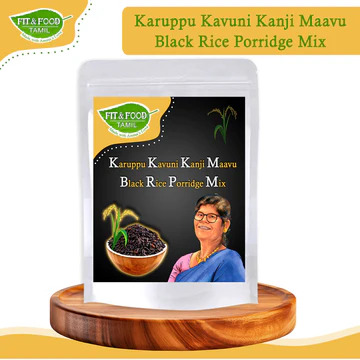 FIT & FOOD
TAMIL
Karuppu Kavuni Kanji Maavu
Black Rice Porridge Mix
FIT & FOOD
TAMIL
Karuppu Kavuni Kanji Maavu
Black Rice Porridge Mix